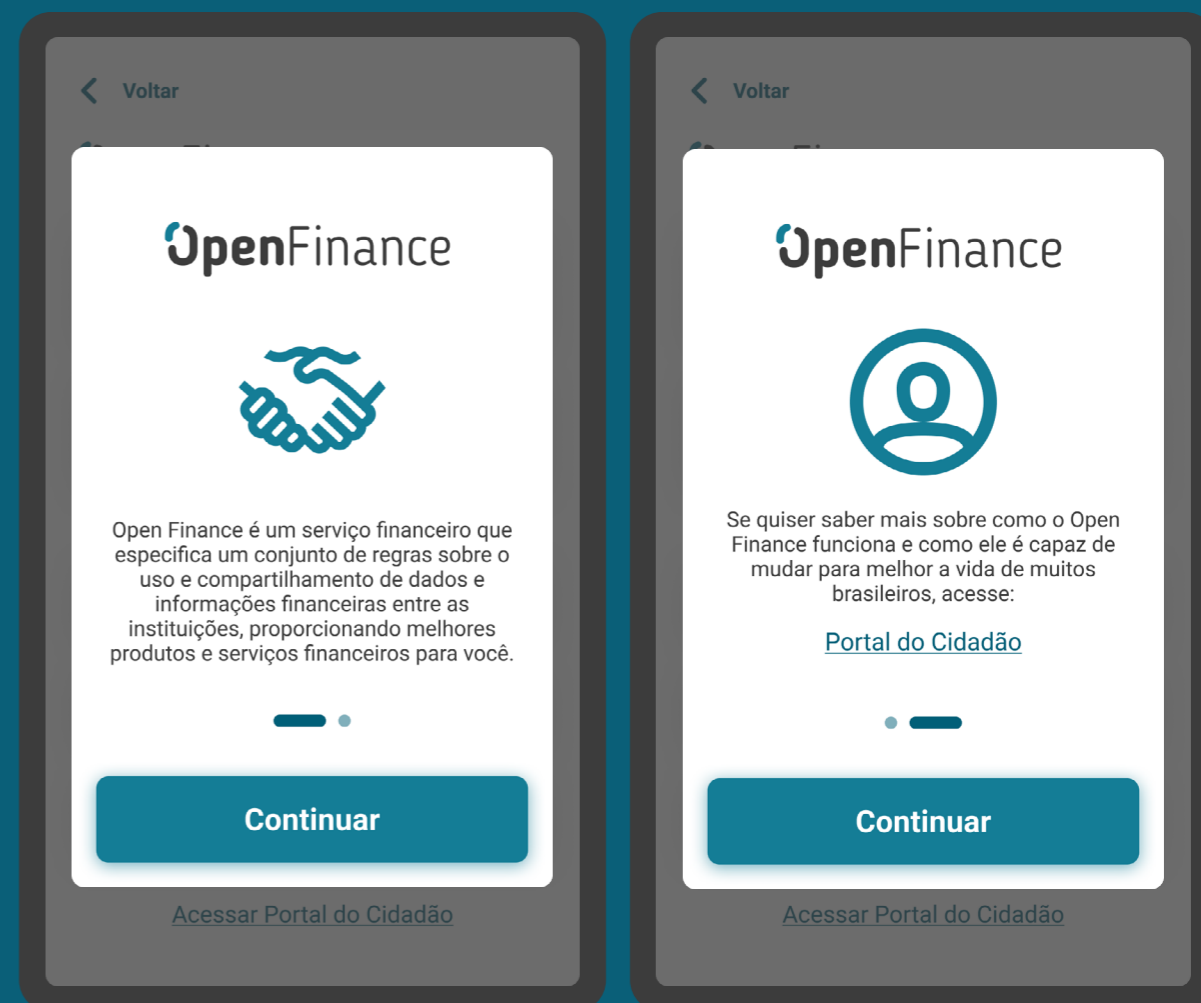 Voltar
OpenFinance
Open Finance é um serviço financeiro que
especifica um conjunto de regras sobre o
uso e compartilhamento de dados e
informações financeiras entre as
instituições, proporcionando melhores
produtos e serviços financeiros para você.
Continuar
Acessar Portal do Cidadão
Voltar
OpenFinance
Se quiser saber mais sobre como o Open
Finance funciona e como ele é capaz de
mudar para melhor a vida de muitos
brasileiros, acesse:
Portal do Cidadão
Continuar
Acessar Portal do Cidadão